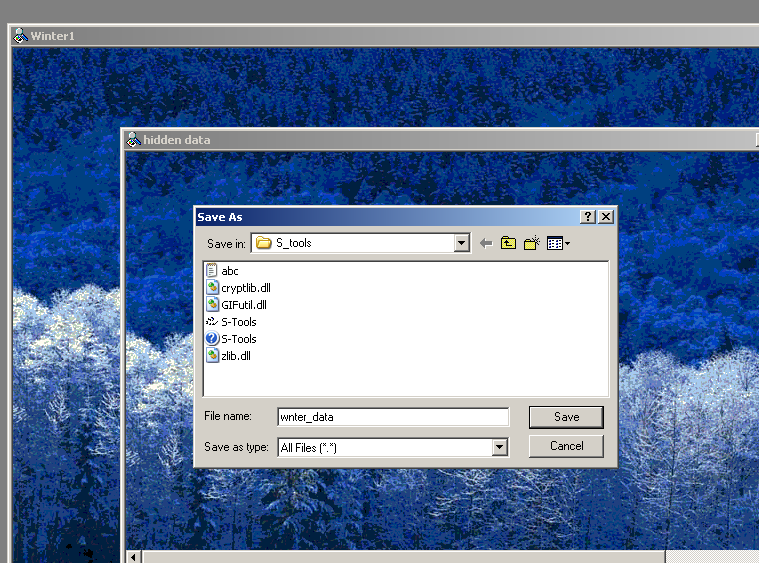 Winter1
hidden data
Save As
Save in: S_tools
abc
cryptlib.dll
GIFutil.dll
S-Tools
S-Tools
zlib.dll
File name: wnter_data Save
Save as type: All Files (*.*) Cancel